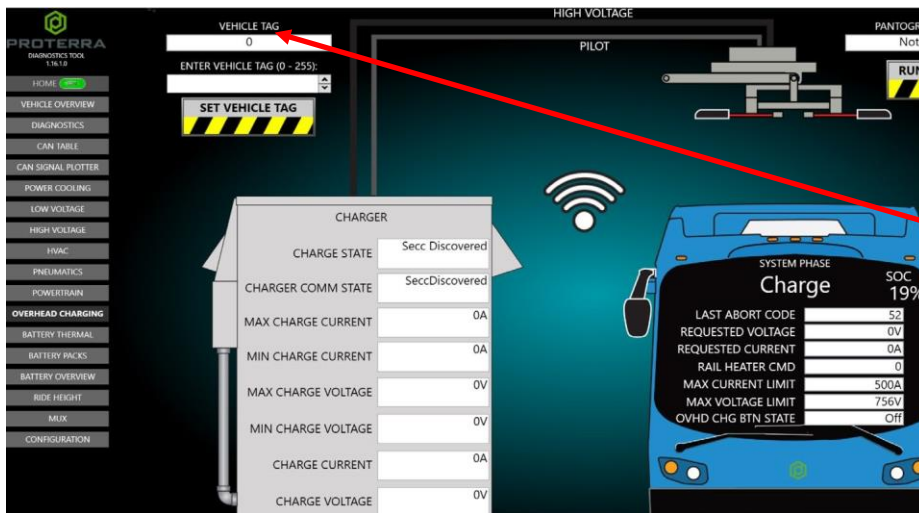 PROTERRA
DIAGNOSTICS TOOL
1.16.1.0
HOME
VEHICLE OVERVIEW
DIAGNOSTICS
CAN TABLE
CAN SIGNAL PLOTTER
POWER COOLING
LOW VOLTAGE
HIGH VOLTAGE
HVAC
PNEUMATICS
POWERTRAIN
OVERHEAD CHARGING
BATTERY THERMAL
BATTERY PACKS
BATTERY OVERVIEW
RIDE HEIGHT
MUX
CONFIGURATION
VEHICLE TAG
0
ENTER VEHICLE TAG (0 - 255):
SET VEHICLE TAG
HIGH VOLTAGE
PILOT
PANTOGR
Not
RUN
CHARGER
CHARGE STATE Secc Discovered
CHARGER COMM STATE SeccDiscovered
MAX CHARGE CURRENT 0A
MIN CHARGE CURRENT 0A
MAX CHARGE VOLTAGE 0V
MIN CHARGE VOLTAGE 0V
CHARGE CURRENT 0A
CHARGE VOLTAGE 0V
SYSTEM PHASE
Charge
SOC
19%
LAST ABORT CODE 52
REQUESTED VOLTAGE 0V
REQUESTED CURRENT 0A
RAIL HEATER CMD 0
MAX CURRENT LIMIT 500A
MAX VOLTAGE LIMIT 756V
OVHD CHG BTN STATE Off